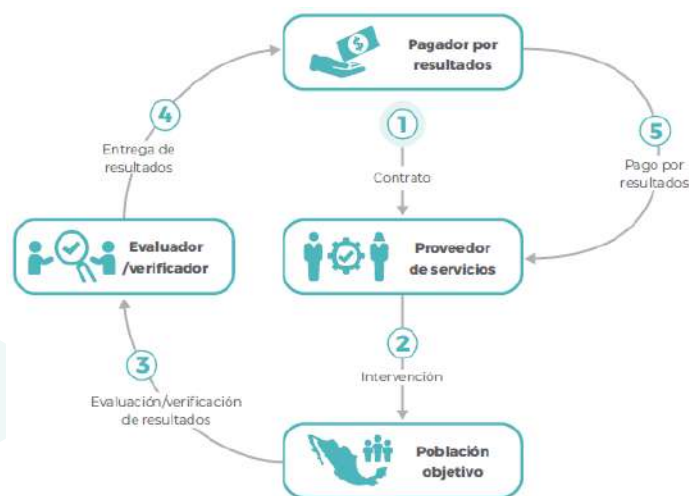 Pagador por
resultados
1
Contrato
4
Entrega de
resultados
5
Pago por
resultados
Evaluador
/verificador
Proveedor
de servicios
2
Intervención
3
Evaluación/verificación
de resultados
Población
objetivo